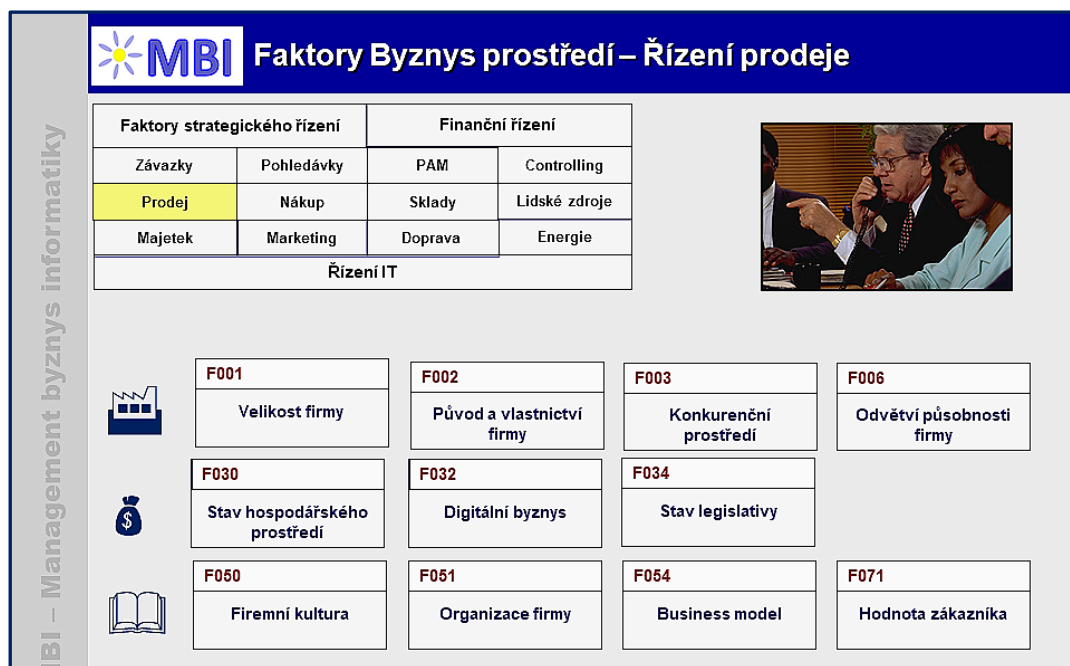 MBI
Faktory Byznys prostředí – Řízení prodeje
Faktory strategického řízení
Finanční řízení
Závazky
Pohledávky
PAM
Controlling
Prodej
Nákup
Sklady
Lidské zdroje
Majetek
Marketing
Doprava
Energie
Řízení IT
MBI – Management byznys informatiky
F001
Velikost firmy
F002
Původ a vlastnictví
firmy
F003
Konkurenční
prostředí
F006
Odvětví působnosti
firmy
$
F030
Stav hospodářského
prostředí
F032
Digitální byznys
F034
Stav legislativy
F050
Firemní kultura
F051
Organizace firmy
F054
Business model
F071
Hodnota zákazníka